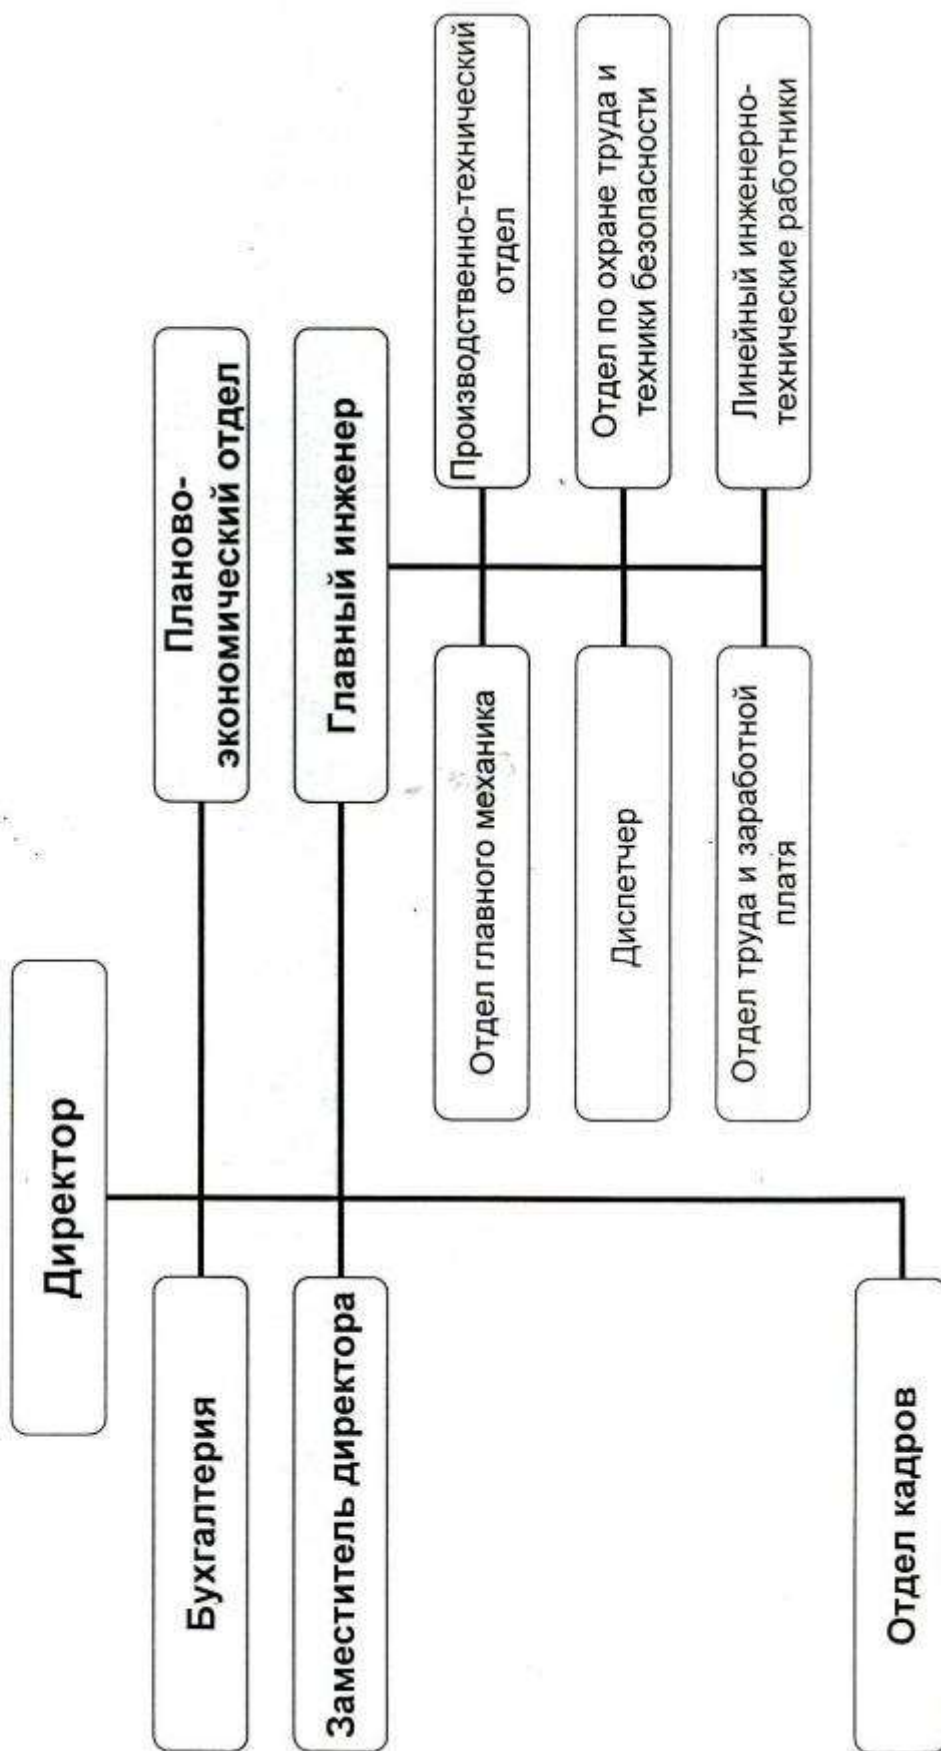 Директор
Бухгалтерия
Планово-
экономический отдел
Заместитель директора
Главный инженер
Отдел главного механика
Производственно-технический
отдел
Диспетчер
Отдел по охране труда и
техники безопасности
Отдел труда и заработной
платя
Линейный инженерно-
технические работники
Отдел кадров